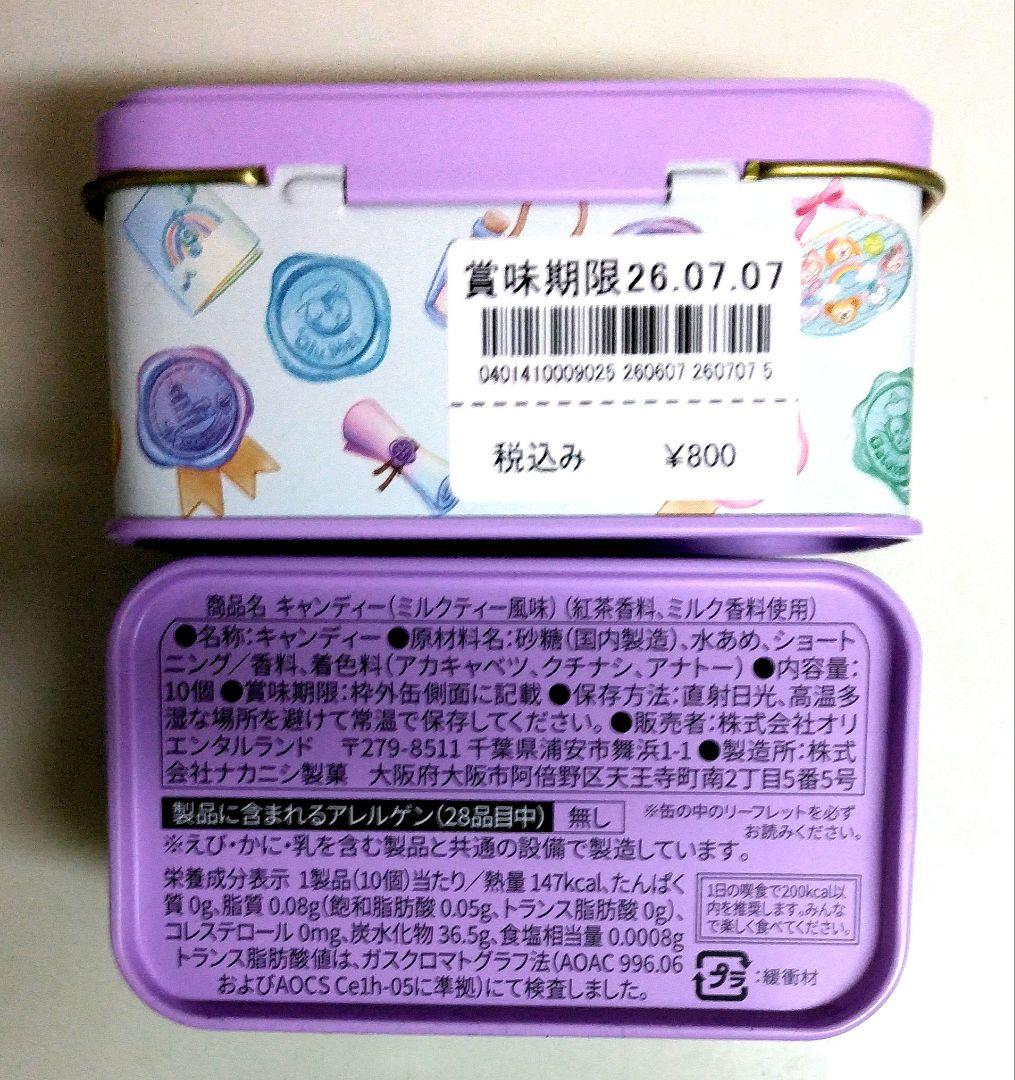 賞味期限26.07.07
0401410009025 260607 260707 5
税込み ¥800
商品名 キャンディー(ミルクティー風味)(紅茶香料、ミルク香料使用)
●名称:キャンディー ●原材料名:砂糖(国内製造)、水あめ、ショート
ニング/香料、着色料(アカキャベツ、クチナシ、アナトー) ●内容量:
10個 ●賞味期限:枠外缶側面に記載 ●保存方法:直射日光、高温多
湿な場所を避けて常温で保存してください。 ●販売者:株式会社オリ
エンタルランド 〒279-8511 千葉県浦安市舞浜1-1 ●製造所:株式
会社ナカニシ製菓 大阪府大阪市阿倍野区天王寺町南2丁目5番5号
製品に含まれるアレルゲン(28品目中) 無し
※缶の中のリーフレットを必ず
お読みください。
※えび・かに・乳を含む製品と共通の設備で製造しています。
栄養成分表示 1製品(10個)当たり/熱量 147kcal、たんぱく
質 0g、脂質 0.08g(飽和脂肪酸 0.05g、トランス脂肪酸 0g)、
コレステロール 0mg、炭水化物 36.5g、食塩相当量 0.0008g
トランス脂肪酸値は、ガスクロマトグラフ法(AOAC 996.06
およびAOCS Ce1h-05に準拠)にて検査しました。
1日の喫食で200kcal以
内を推奨します。みんな
で楽しく食べてください。
プラ:緩衝材